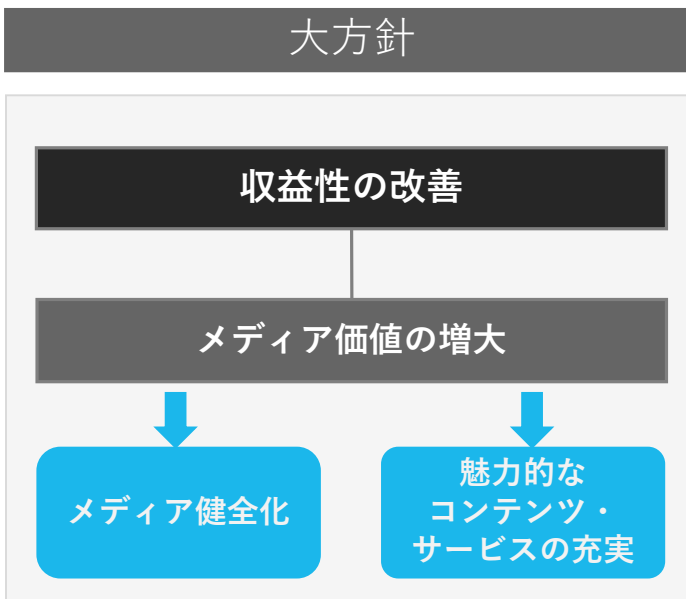 大方針
収益性の改善
メディア価値の増大
メディア健全化
魅力的な
コンテンツ・
サービスの充実